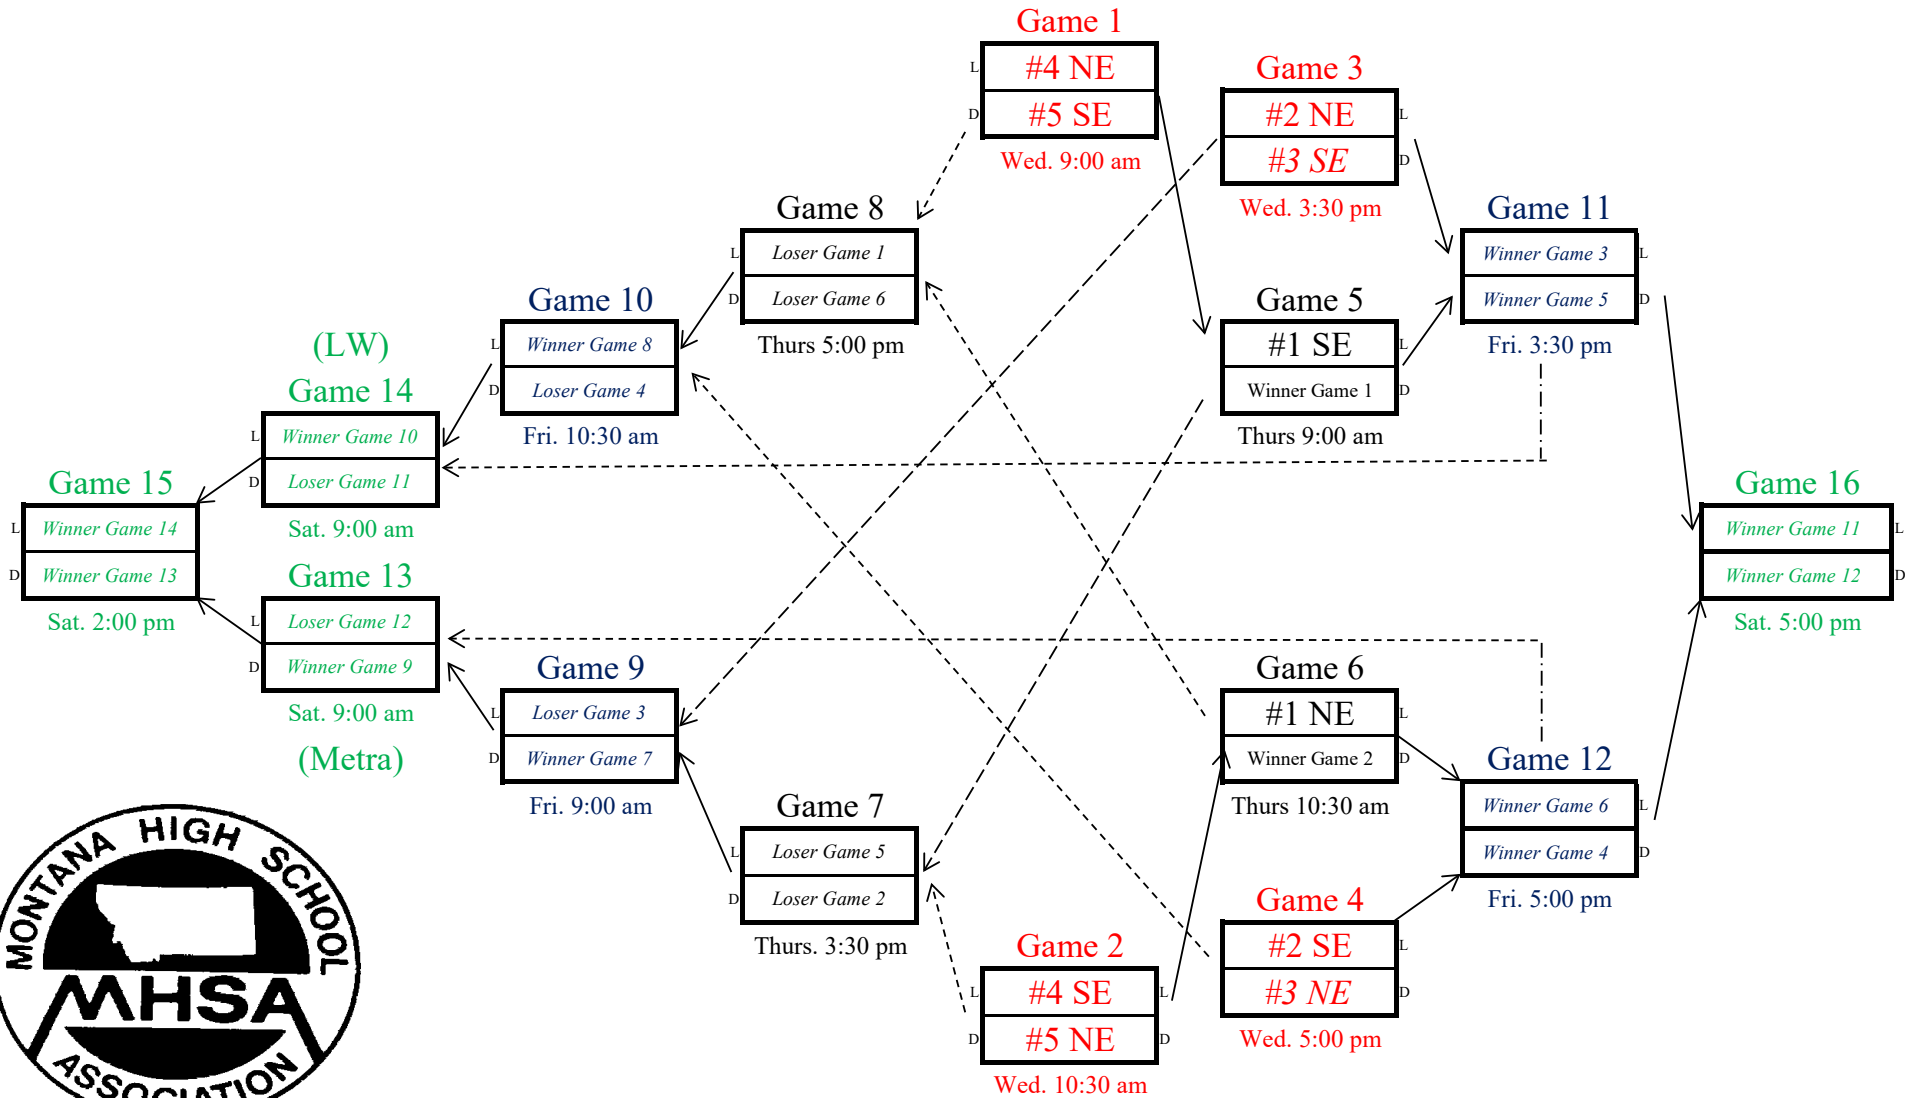 Game 1
L #4 NE
D #5 SE
Wed. 9:00 am
Game 3
#2 NE L
#3 SE D
Wed. 3:30 pm
Game 8
L Loser Game 1
D Loser Game 6
Thurs 5:00 pm
Game 11
Winner Game 3 L
Winner Game 5 D
Fri. 3:30 pm
Game 10
L Winner Game 8
D Loser Game 4
Fri. 10:30 am
Game 5
#1 SE L
Winner Game 1 D
Thurs 9:00 am
(LW)
Game 14
L Winner Game 10
D Loser Game 11
Sat. 9:00 am
Game 15
L Winner Game 14
D Winner Game 13
Sat. 2:00 pm
Game 16
Winner Game 11 L
Winner Game 12 D
Sat. 5:00 pm
Game 13
L Loser Game 12
D Winner Game 9
Sat. 9:00 am
(Metra)
Game 9
L Loser Game 3
D Winner Game 7
Fri. 9:00 am
Game 6
#1 NE L
Winner Game 2 D
Thurs 10:30 am
Game 12
Winner Game 6 L
Winner Game 4 D
Fri. 5:00 pm
Game 7
L Loser Game 5
D Loser Game 2
Thurs. 3:30 pm
Game 4
#2 SE L
#3 NE D
Wed. 5:00 pm
Game 2
L #4 SE L
D #5 NE D
Wed. 10:30 am
MONTANA HIGH SCHOOL
MHSA
ASSOCIATION